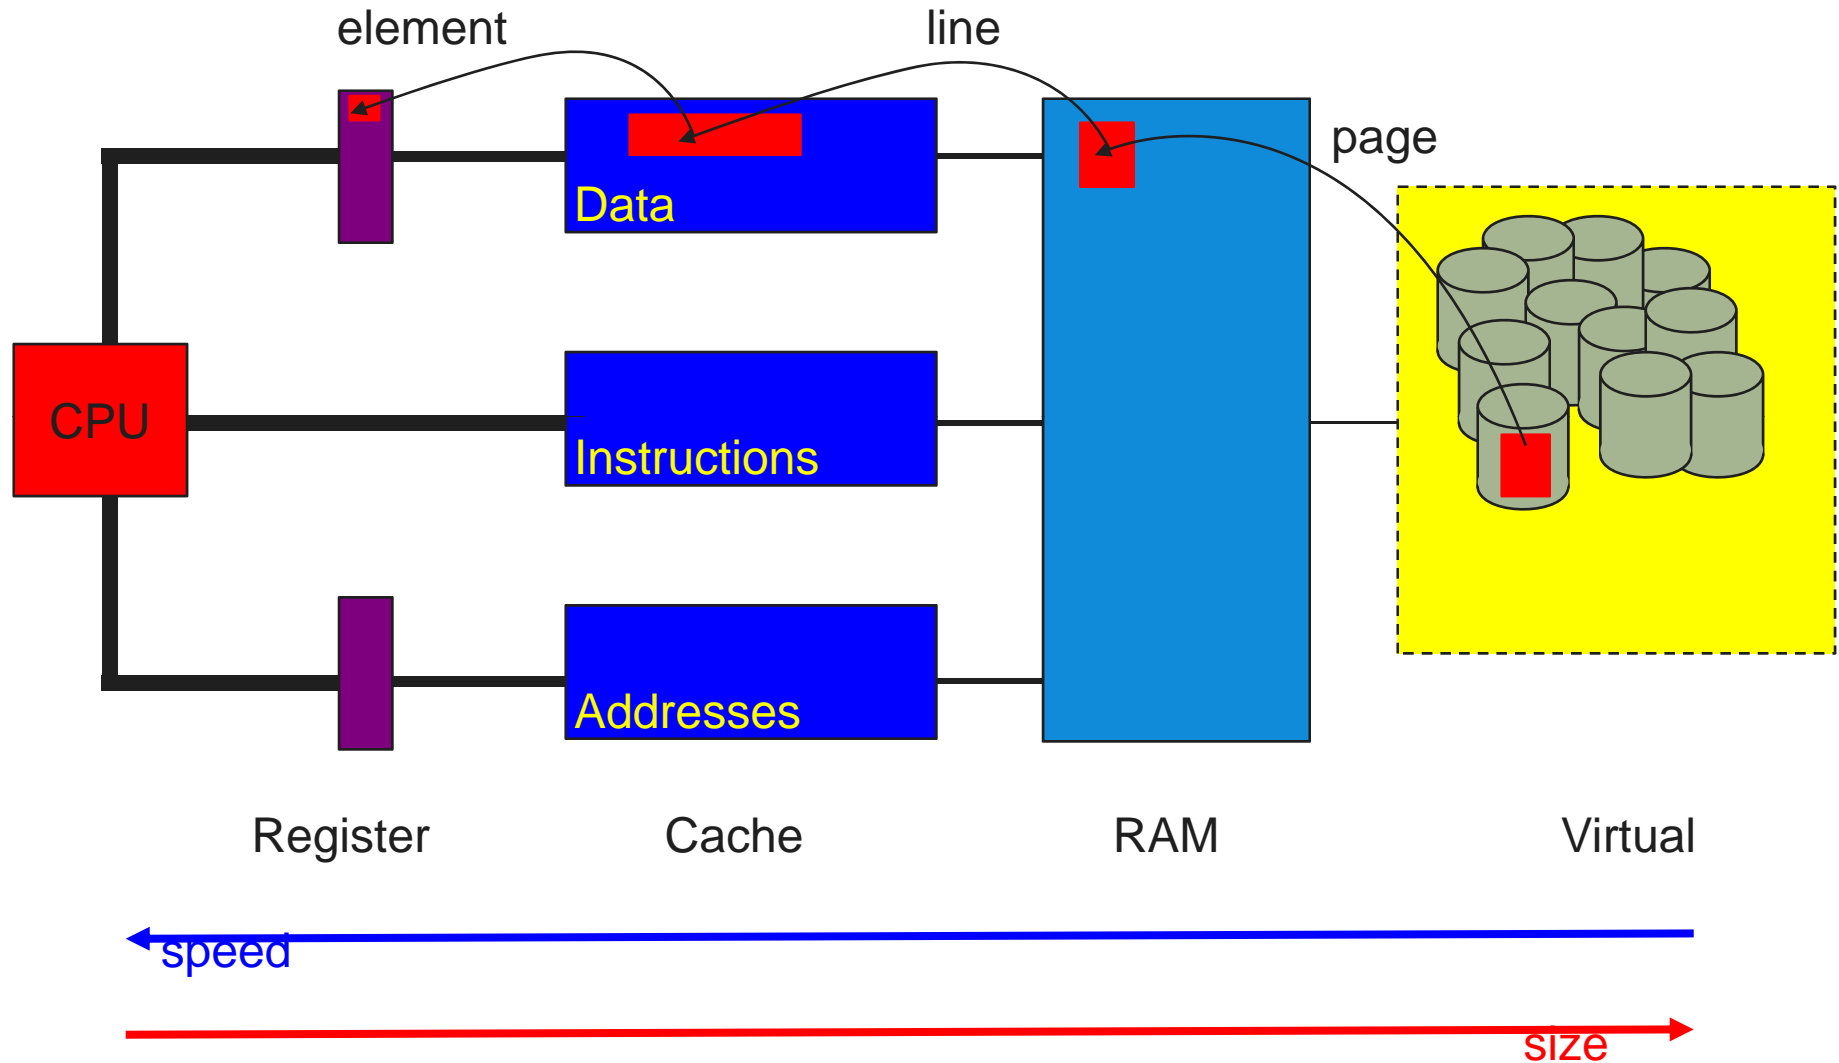 element
line
page
Data
CPU
Instructions
Addresses
Register
Cache
RAM
Virtual
speed
size